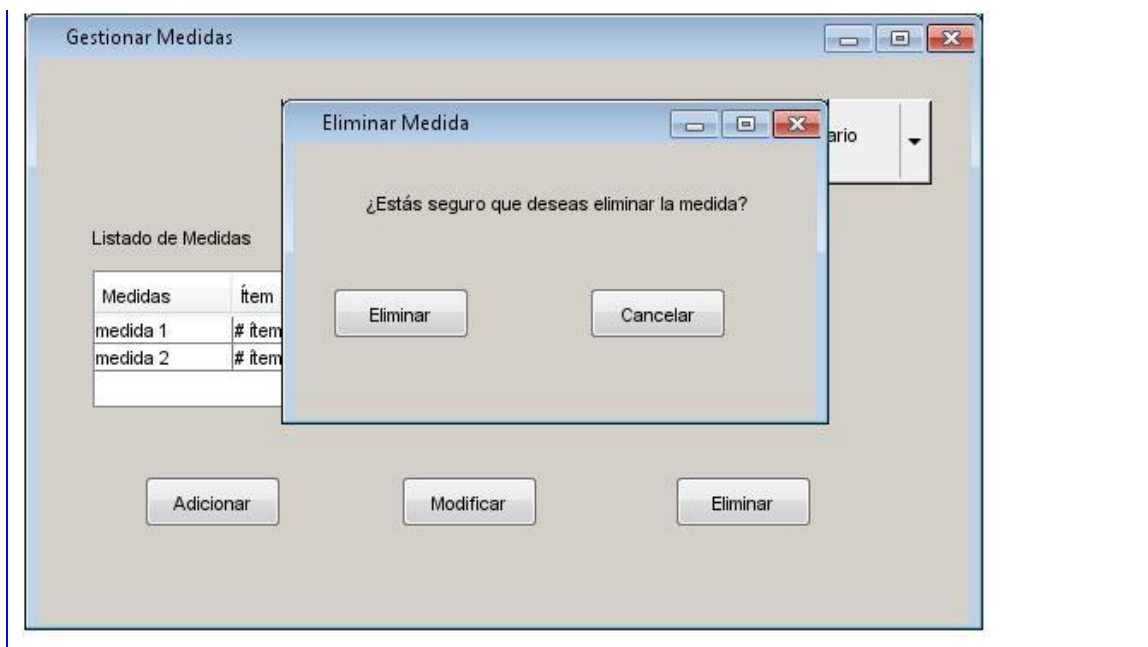 Gestionar Medidas
Eliminar Medida
ario
¿Estás seguro que deseas eliminar la medida?
Listado de Medidas
Medidas Ítem
medida 1 # ítem
medida 2 # ítem
Eliminar Cancelar
Adicionar Modificar Eliminar